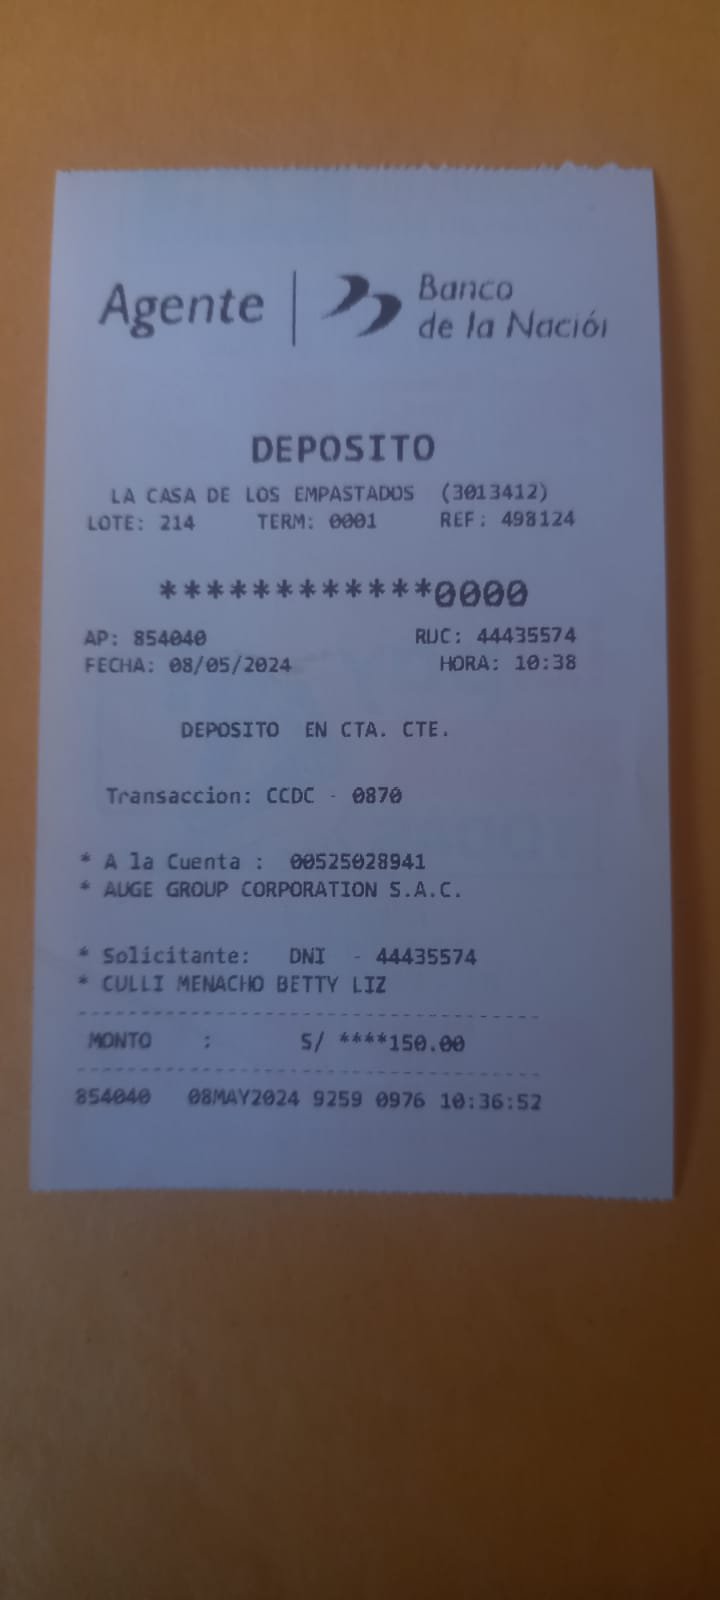 Agente | Banco
de la Nación
DEPOSITO
LA CASA DE LOS EMPASTADOS (3013412)
LOTE: 214 TERM: 0001 REF: 498124
************0000
AP: 854040 RUC: 44435574
FECHA: 08/05/2024 HORA: 10:38
DEPOSITO EN CTA. CTE.
Transaccion: CCDC - 0870
* A la Cuenta : 00525028941
* AUGE GROUP CORPORATION S.A.C.
* Solicitante: DNI - 44435574
* CULLI MENACHO BETTY LIZ
MONTO : S/ ****150.00
854040 08MAY2024 9259 0976 10:36:52